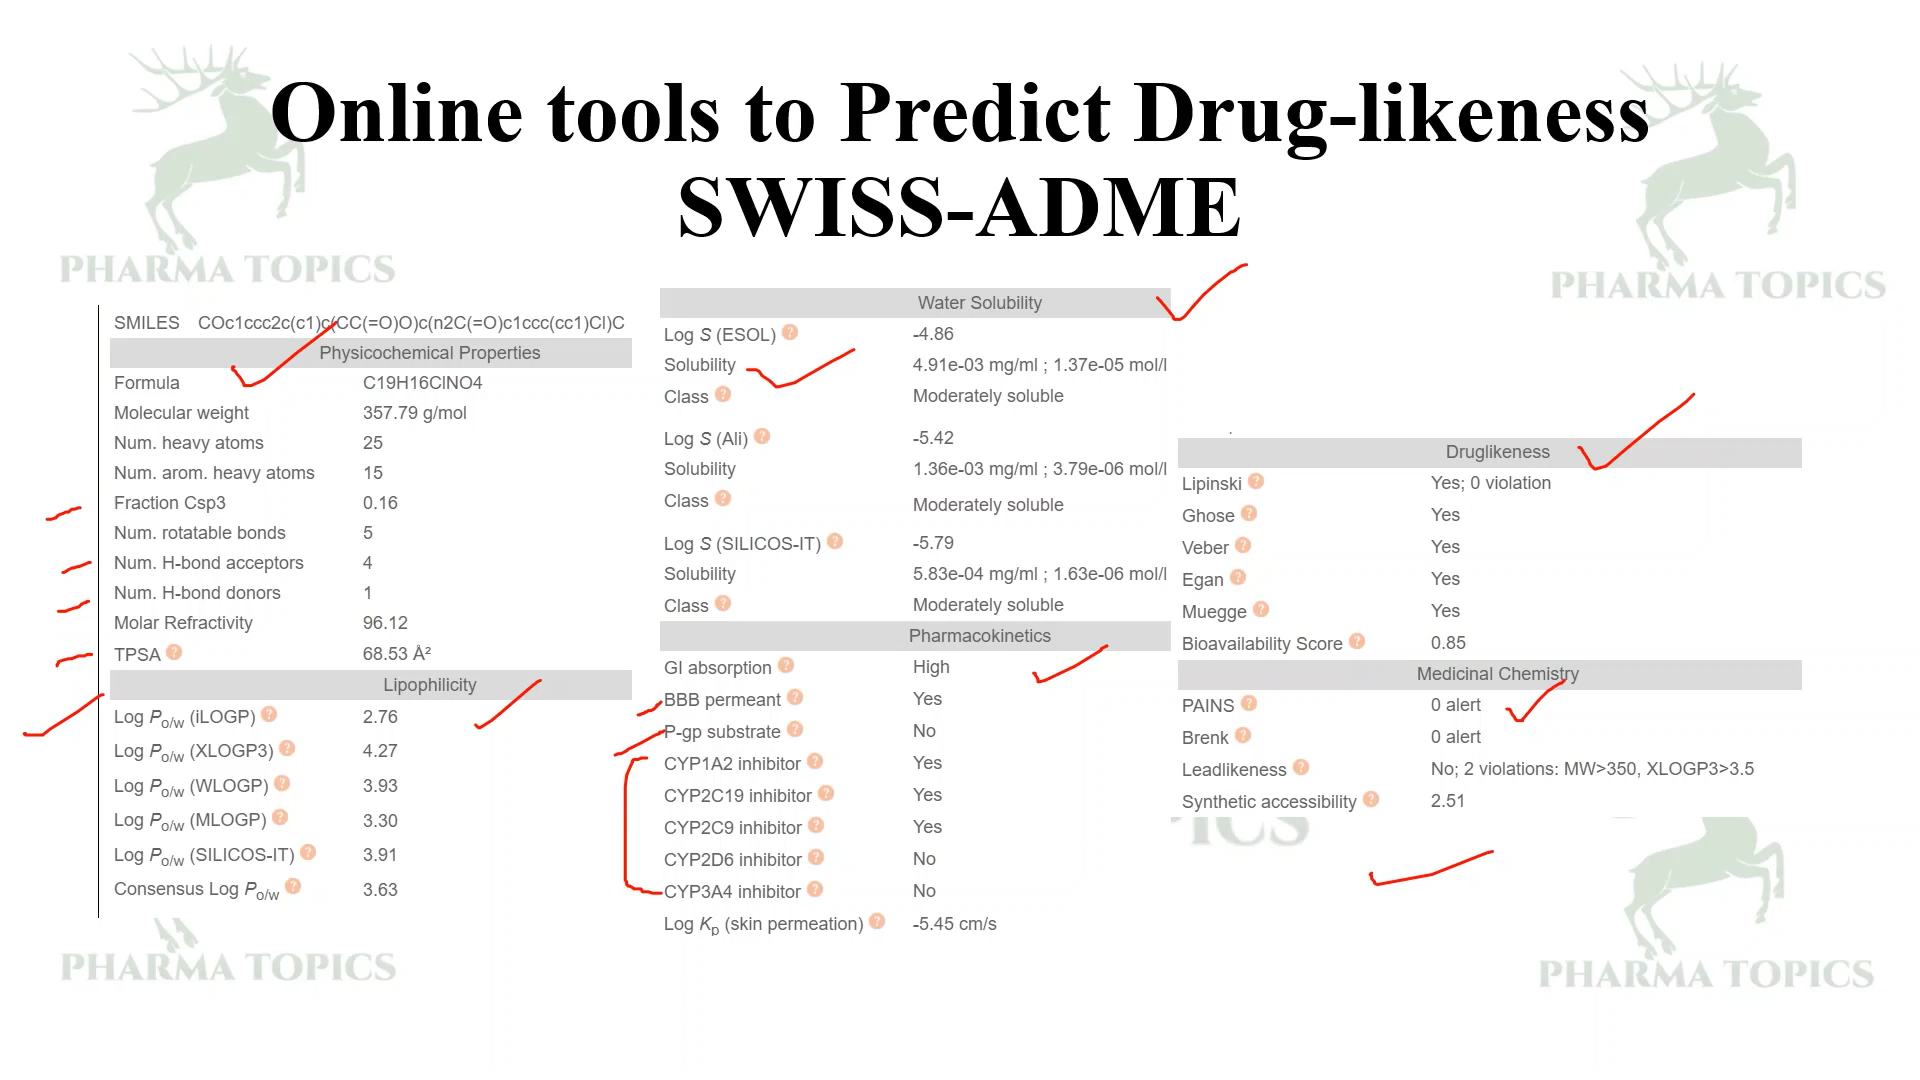 Online tools to Predict Drug-likeness
SWISS-ADME
PHARMA TOPICS
PHARMA TOPICS
SMILES COc1ccc2c(c1)c(CC(=O)O)c(n2C(=O)c1ccc(cc1)Cl)C
Physicochemical Properties
Formula C19H16ClNO4
Molecular weight 357.79 g/mol
Num. heavy atoms 25
Num. arom. heavy atoms 15
Fraction Csp3 0.16
Num. rotatable bonds 5
Num. H-bond acceptors 4
Num. H-bond donors 1
Molar Refractivity 96.12
TPSA ? 68.53 Å²
Lipophilicity
Log Po/w (iLOGP) ? 2.76
Log Po/w (XLOGP3) ? 4.27
Log Po/w (WLOGP) ? 3.93
Log Po/w (MLOGP) ? 3.30
Log Po/w (SILICOS-IT) ? 3.91
Consensus Log Po/w ? 3.63
Water Solubility
Log S (ESOL) ? -4.86
Solubility 4.91e-03 mg/ml ; 1.37e-05 mol/l
Class ? Moderately soluble
Log S (Ali) ? -5.42
Solubility 1.36e-03 mg/ml ; 3.79e-06 mol/l
Class ? Moderately soluble
Log S (SILICOS-IT) ? -5.79
Solubility 5.83e-04 mg/ml ; 1.63e-06 mol/l
Class ? Moderately soluble
Pharmacokinetics
GI absorption ? High
BBB permeant ? Yes
P-gp substrate ? No
CYP1A2 inhibitor ? Yes
CYP2C19 inhibitor ? Yes
CYP2C9 inhibitor ? Yes
CYP2D6 inhibitor ? No
CYP3A4 inhibitor ? No
Log Kp (skin permeation) ? -5.45 cm/s
Druglikeness
Lipinski ? Yes; 0 violation
Ghose ? Yes
Veber ? Yes
Egan ? Yes
Muegge ? Yes
Bioavailability Score ? 0.85
Medicinal Chemistry
PAINS ? 0 alert
Brenk ? 0 alert
Leadlikeness ? No; 2 violations: MW>350, XLOGP3>3.5
Synthetic accessibility ? 2.51
PHARMA TOPICS
PHARMA TOPICS